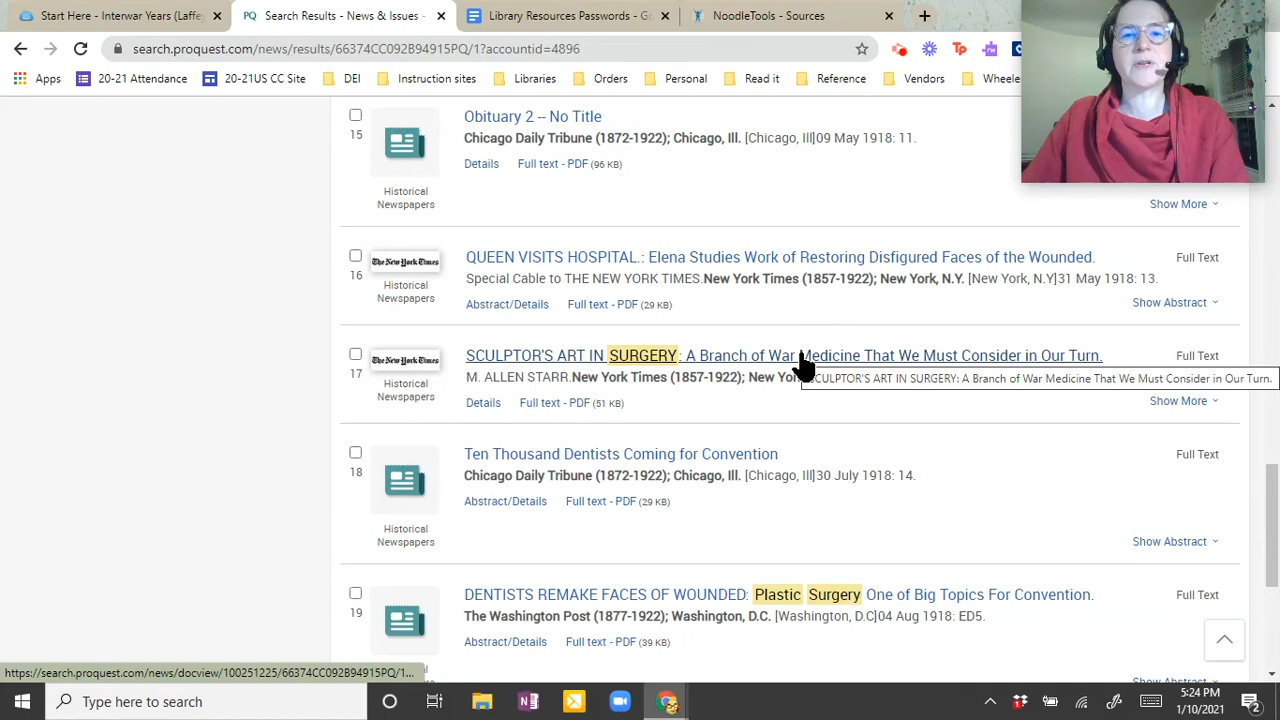 Start Here - Interwar Years (Laffe
Search Results - News & Issues -
Library Resources Passwords - Go
NoodleTools - Sources
search.proquest.com/news/results/66374CC092B94915PQ/1?accountid=4896
Apps
20-21 Attendance
20-21US CC Site
DEI
Instruction sites
Libraries
Orders
Personal
Read it
Reference
Vendors
Wheele
15
Obituary 2 -- No Title
Chicago Daily Tribune (1872-1922); Chicago, Ill. [Chicago, Ill]09 May 1918: 11.
Details Full text - PDF (96 KB)
Historical
Newspapers
Show More
16
The New York Times
Historical
Newspapers
QUEEN VISITS HOSPITAL.: Elena Studies Work of Restoring Disfigured Faces of the Wounded.
Full Text
Special Cable to THE NEW YORK TIMES.New York Times (1857-1922); New York, N.Y. [New York, N.Y]31 May 1918: 13.
Abstract/Details Full text - PDF (29 KB)
Show Abstract
17
The New York Times
Historical
Newspapers
SCULPTOR'S ART IN SURGERY: A Branch of War Medicine That We Must Consider in Our Turn.
Full Text
M. ALLEN STARR.New York Times (1857-1922); New Yor
SCULPTOR'S ART IN SURGERY: A Branch of War Medicine That We Must Consider in Our Turn.
Details Full text - PDF (51 KB)
Show More
18
Ten Thousand Dentists Coming for Convention
Full Text
Chicago Daily Tribune (1872-1922); Chicago, Ill. [Chicago, Ill]30 July 1918: 14.
Abstract/Details Full text - PDF (29 KB)
Historical
Newspapers
Show Abstract
19
DENTISTS REMAKE FACES OF WOUNDED: Plastic Surgery One of Big Topics For Convention.
Full Text
The Washington Post (1877-1922); Washington, D.C. [Washington, D.C]04 Aug 1918: ED5.
Abstract/Details Full text - PDF (39 KB)
https://search.proquest.com/news/docview/100251225/66374CC092B94915PQ/1...
Type here to search
5:24 PM
1/10/2021
2